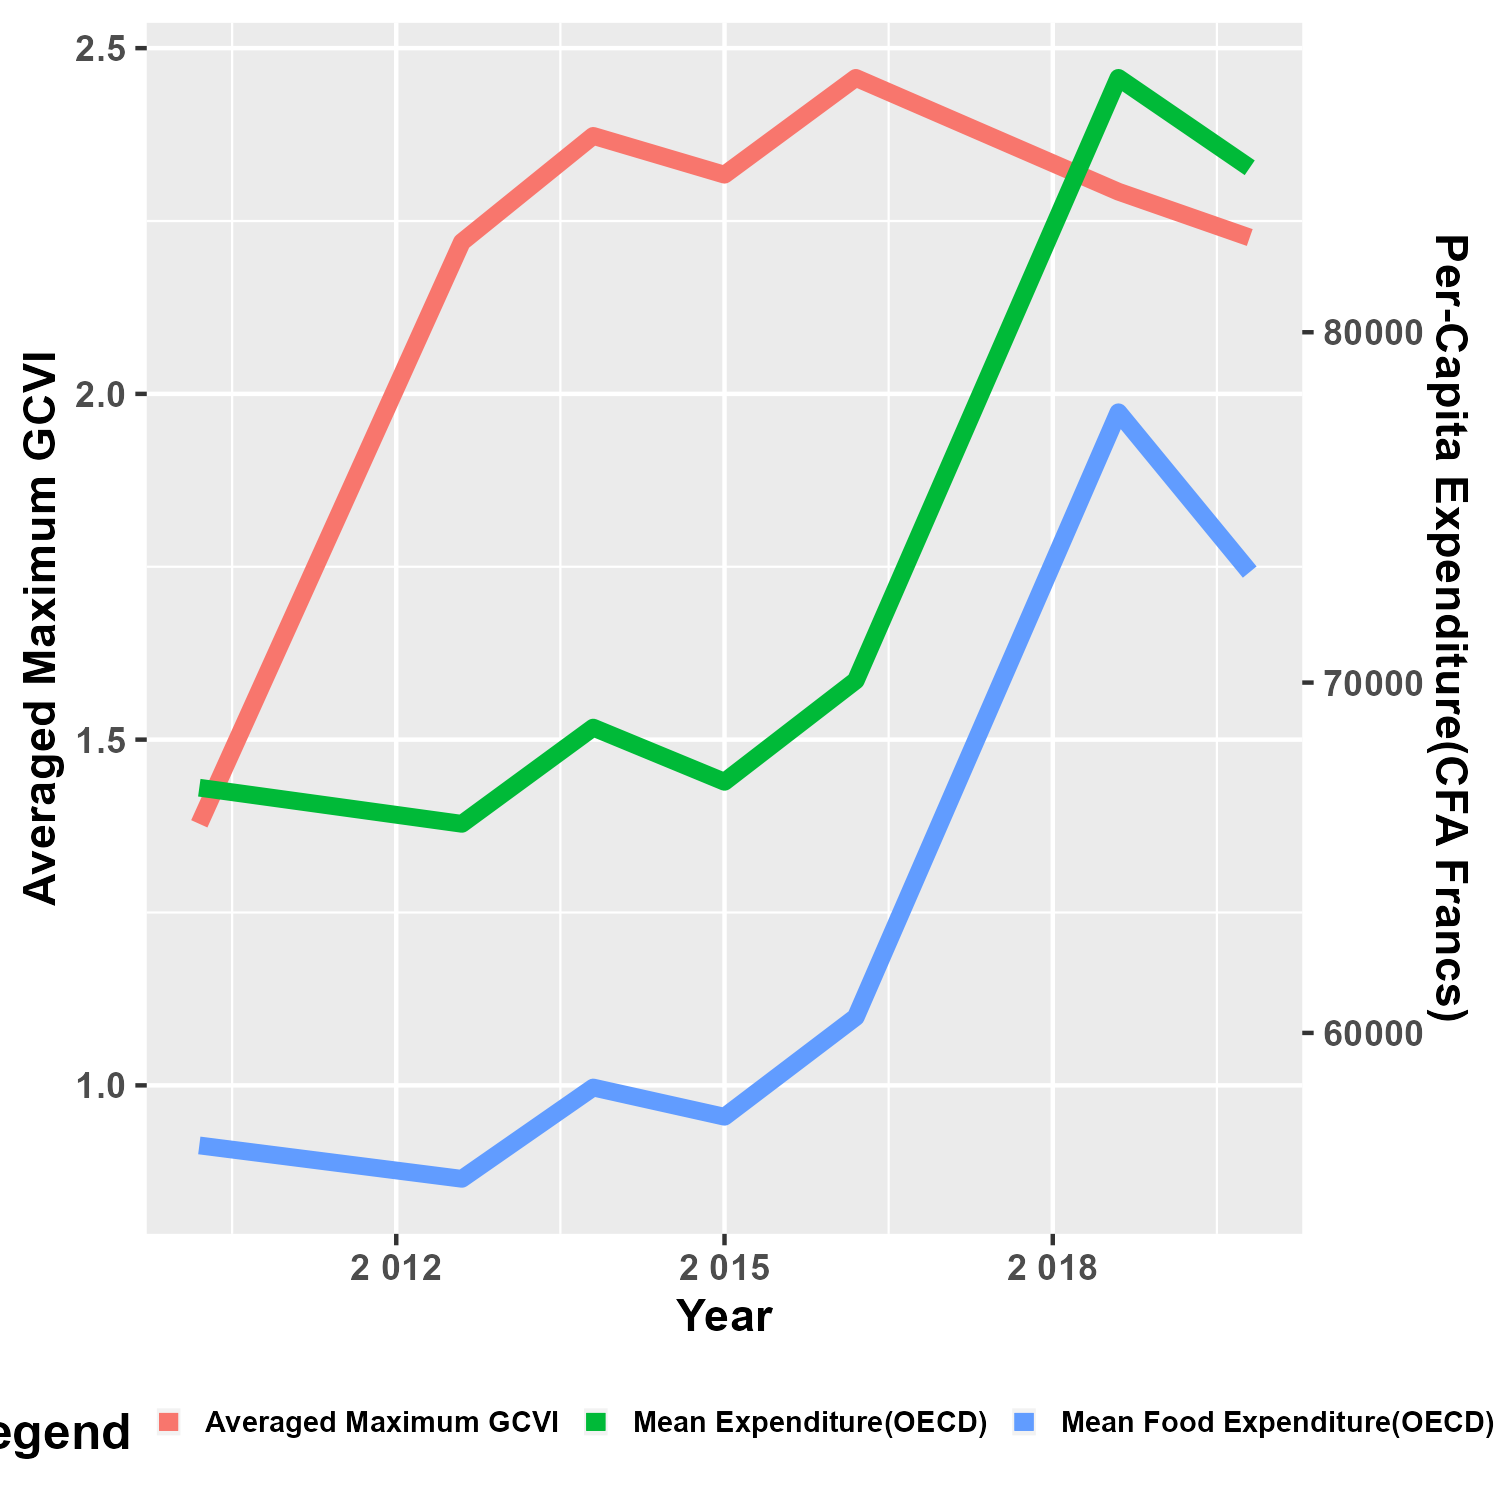 2.5
2.0
1.5
1.0
Averaged Maximum GCVI
80000
70000
60000
Per-Capita Expenditure(CFA Francs)
2 012 2 015 2 018
Year
egend Averaged Maximum GCVI Mean Expenditure(OECD) Mean Food Expenditure(OECD)